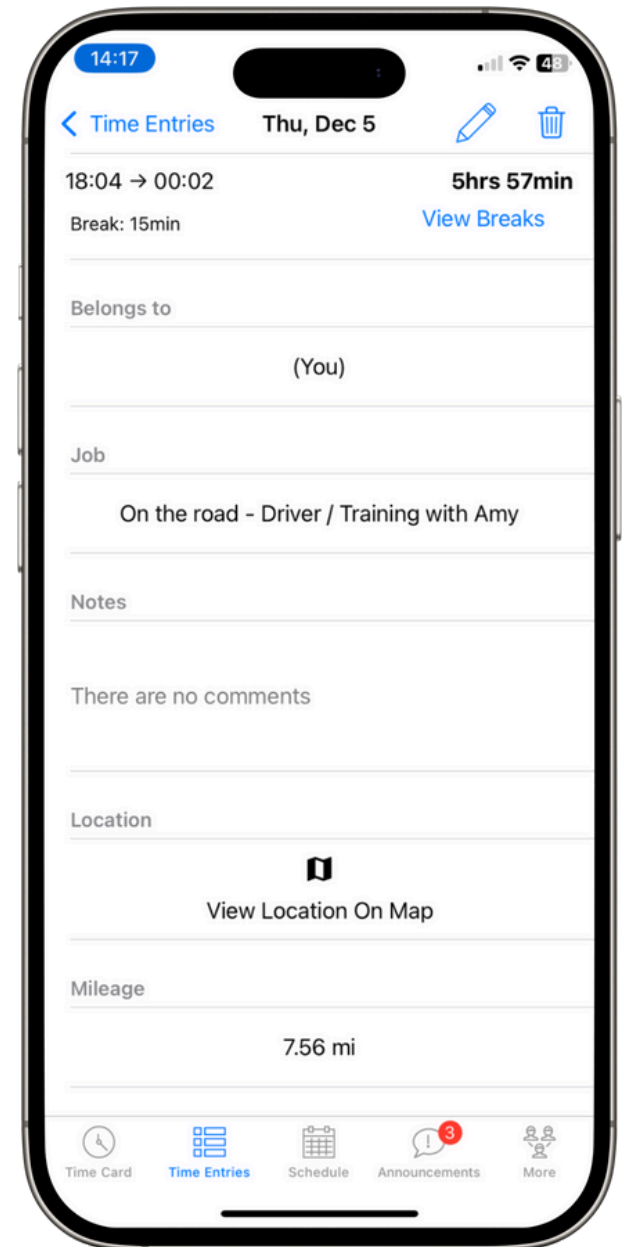 14:17
48
Time Entries Thu, Dec 5
18:04 → 00:02 5hrs 57min
Break: 15min View Breaks
Belongs to
(You)
Job
On the road - Driver / Training with Amy
Notes
There are no comments
Location
View Location On Map
Mileage
7.56 mi
3
Time Card Time Entries Schedule Announcements More